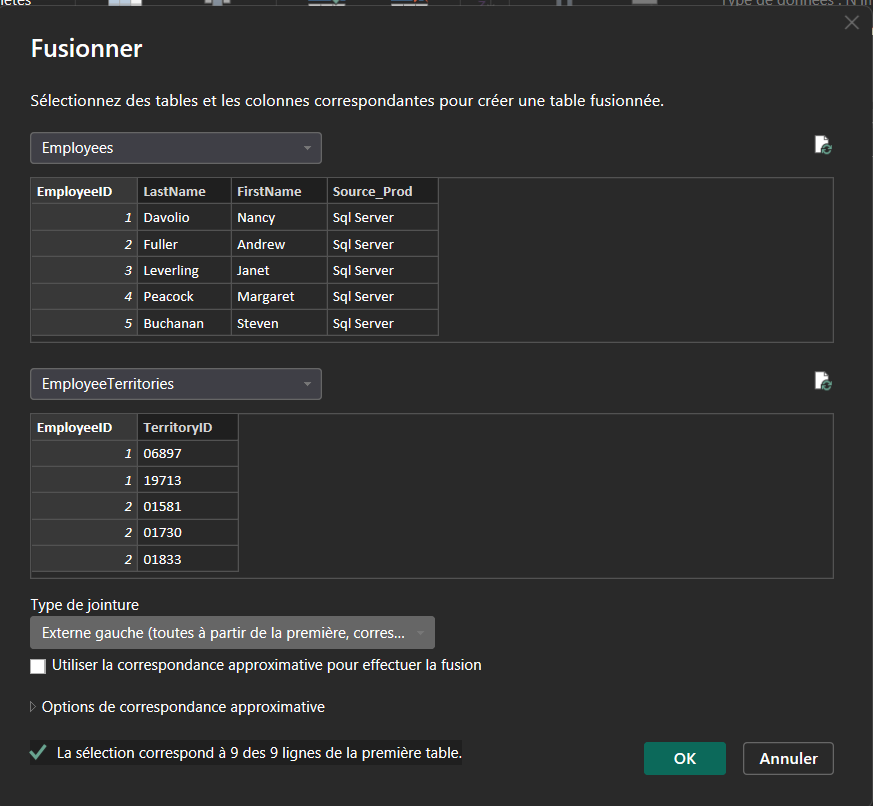 Type de données :
Fusionner
Sélectionnez des tables et les colonnes correspondantes pour créer une table fusionnée.
Employees
EmployeeID LastName FirstName Source_Prod
1 Davolio Nancy Sql Server
2 Fuller Andrew Sql Server
3 Leverling Janet Sql Server
4 Peacock Margaret Sql Server
5 Buchanan Steven Sql Server
EmployeeTerritories
EmployeeID TerritoryID
1 06897
1 19713
2 01581
2 01730
2 01833
Type de jointure
Externe gauche (toutes à partir de la première, corres...
Utiliser la correspondance approximative pour effectuer la fusion
Options de correspondance approximative
La sélection correspond à 9 des 9 lignes de la première table.
OK Annuler